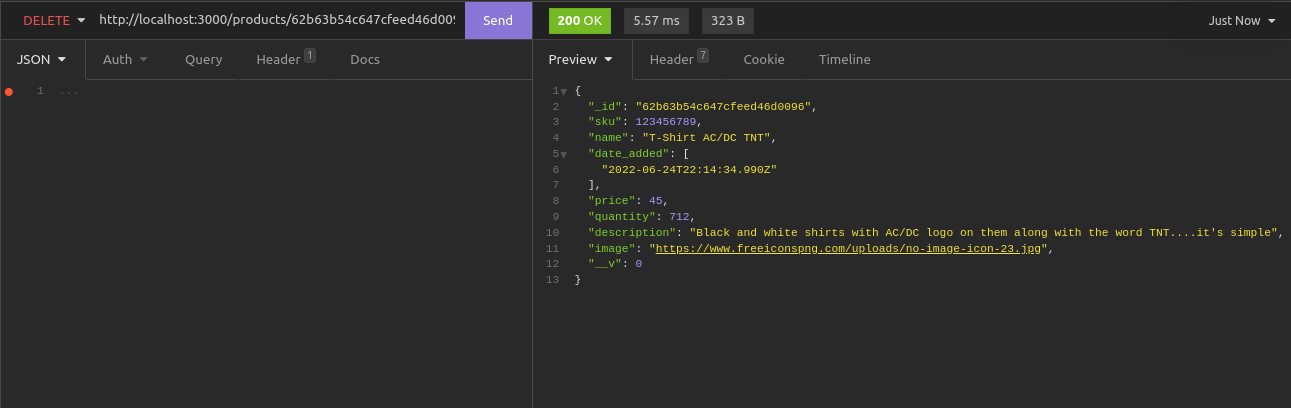 DELETE http://localhost:3000/products/62b63b54c647cfeed46d009 Send 200 OK 5.57 ms 323 B Just Now
JSON Auth Query Header 1 Docs Preview Header 7 Cookie Timeline
1 ...
1 {
2 "_id": "62b63b54c647cfeed46d0096",
3 "sku": 123456789,
4 "name": "T-Shirt AC/DC TNT",
5 "date_added": [
6 "2022-06-24T22:14:34.990Z"
7 ],
8 "price": 45,
9 "quantity": 712,
10 "description": "Black and white shirts with AC/DC logo on them along with the word TNT....it's simple",
11 "image": "https://www.freeiconspng.com/uploads/no-image-icon-23.jpg",
12 "__v": 0
13 }